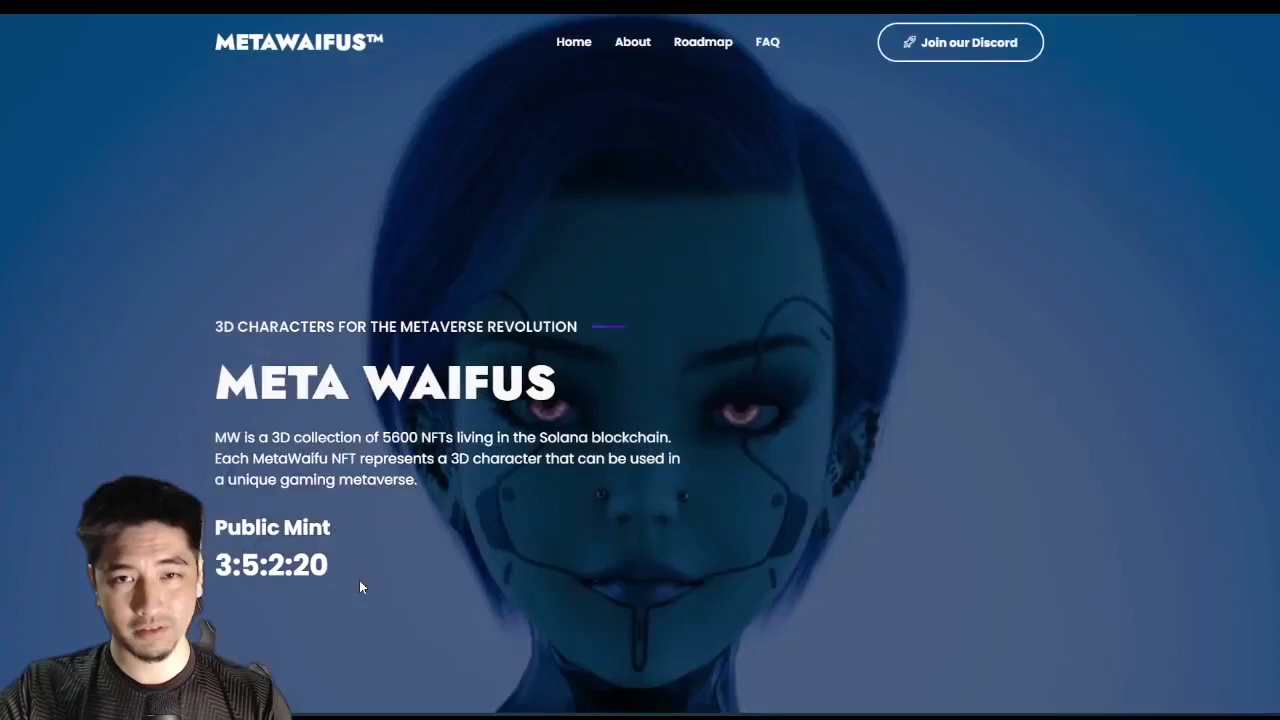 METAWAIFUS™
Home About Roadmap FAQ
Join our Discord
3D CHARACTERS FOR THE METAVERSE REVOLUTION
META WAIFUS
MW is a 3D collection of 5600 NFTs living in the Solana blockchain.
Each MetaWaifu NFT represents a 3D character that can be used in
a unique gaming metaverse.
Public Mint
3:5:2:20